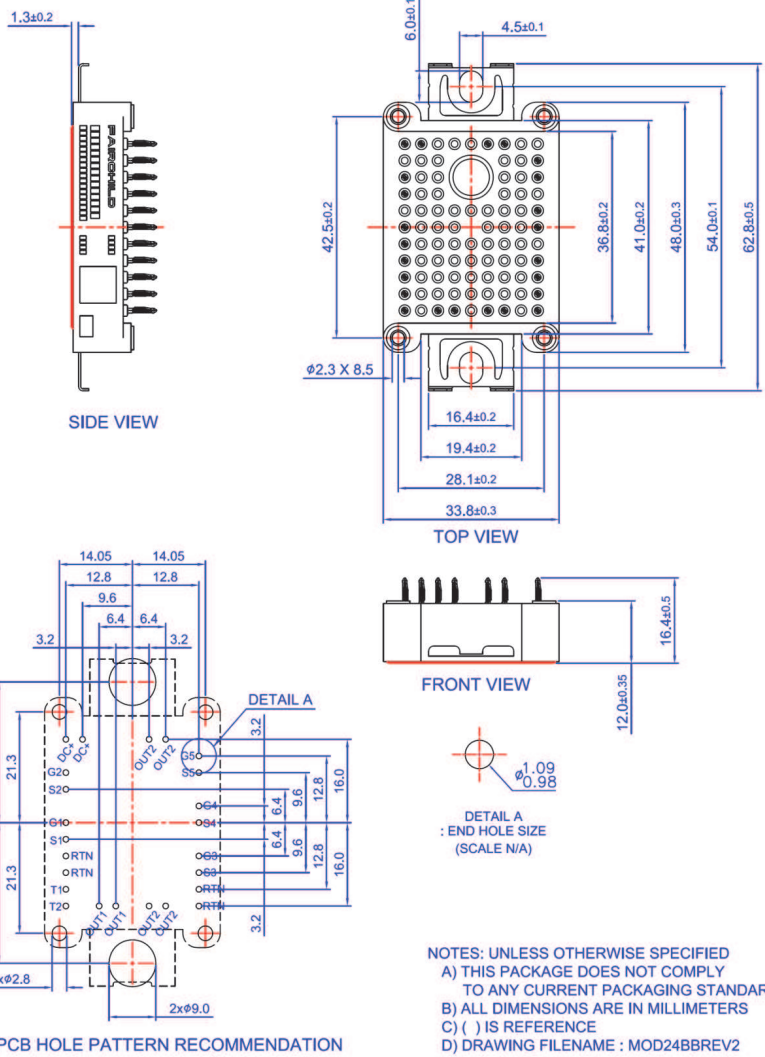 1.3±0.2
6.0±0.1
4.5±0.1
FAIRCHILD
42.5±0.2
36.8±0.2
41.0±0.2
48.0±0.3
54.0±0.1
62.8±0.5
ø2.3 X 8.5
SIDE VIEW
16.4±0.2
19.4±0.2
28.1±0.2
33.8±0.3
TOP VIEW
14.05 14.05
12.8 12.8
9.6
6.4 6.4
3.2 3.2
16.4±0.5
12.0±0.35
FRONT VIEW
DETAIL A
3.2
21.3
DC+ DC+ OUT2 OUT2
G5
G2 S5
S2
G4
G1 S4
S1
RTN G3
RTN S3
T1 RTN
T2 RTN
OUT1 OUT1 OUT2 OUT2
6.4
9.6
12.8
16.0
21.3
6.4
9.6
12.8
16.0
3.2
ø1.09
0.98
DETAIL A
: END HOLE SIZE
(SCALE N/A)
xø2.8
2xø9.0
PCB HOLE PATTERN RECOMMENDATION
NOTES: UNLESS OTHERWISE SPECIFIED
A) THIS PACKAGE DOES NOT COMPLY
TO ANY CURRENT PACKAGING STANDAR
B) ALL DIMENSIONS ARE IN MILLIMETERS
C) ( ) IS REFERENCE
D) DRAWING FILENAME : MOD24BBREV2